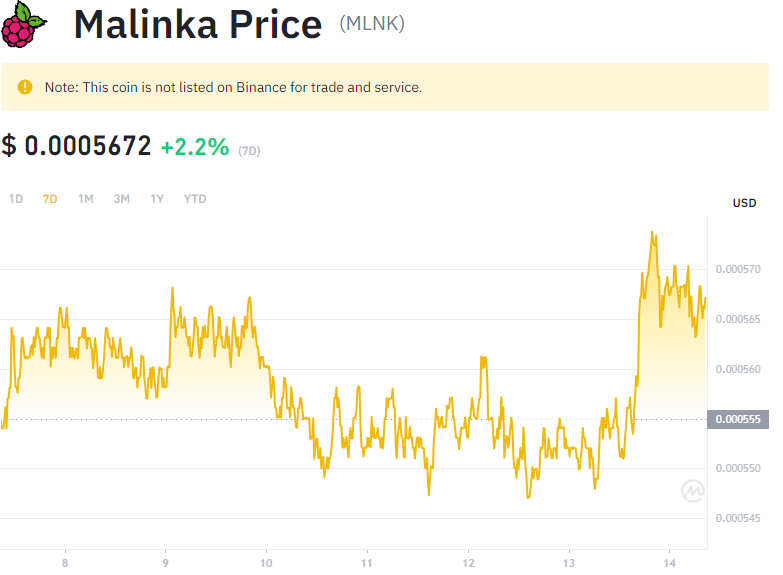 Malinka Price (MLNK)
Note: This coin is not listed on Binance for trade and service.
$ 0.0005672 +2.2% (7D)
1D 7D 1M 3M 1Y YTD
USD
0.000570
0.000565
0.000560
0.000555
0.000550
0.000545
8 9 10 11 12 13 14